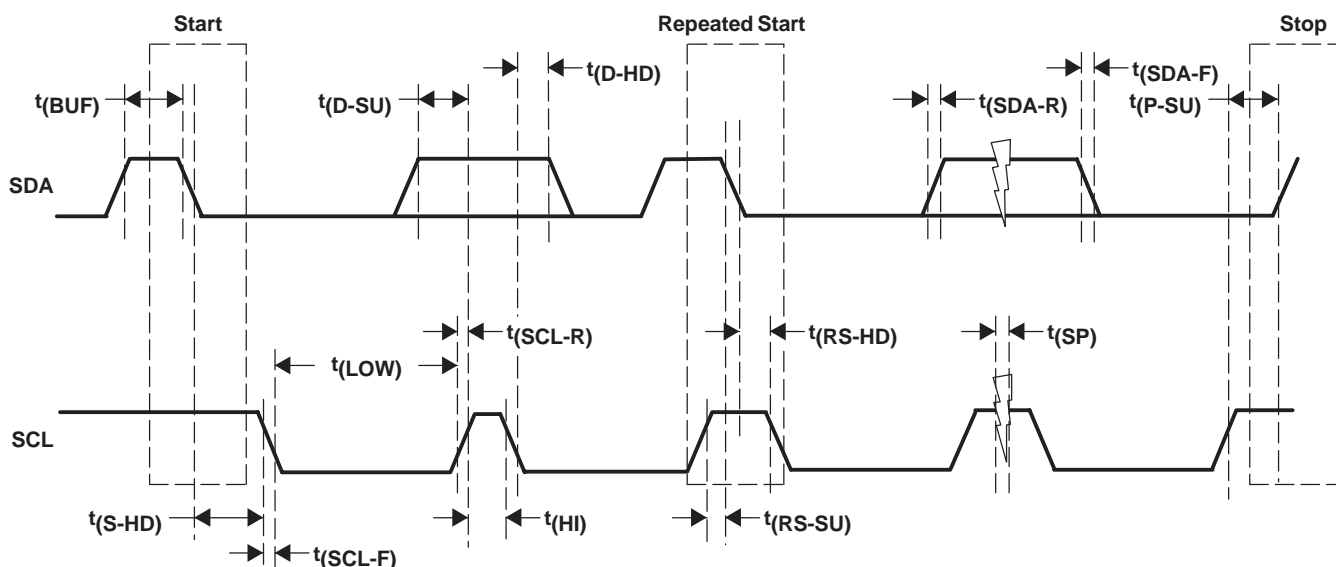 Start
Repeated Start
Stop
t(BUF)
t(D-SU)
t(D-HD)
t(SDA-R)
t(SDA-F)
t(P-SU)
SDA
t(LOW)
t(SCL-R)
t(RS-HD)
t(SP)
SCL
t(S-HD)
t(SCL-F)
t(HI)
t(RS-SU)